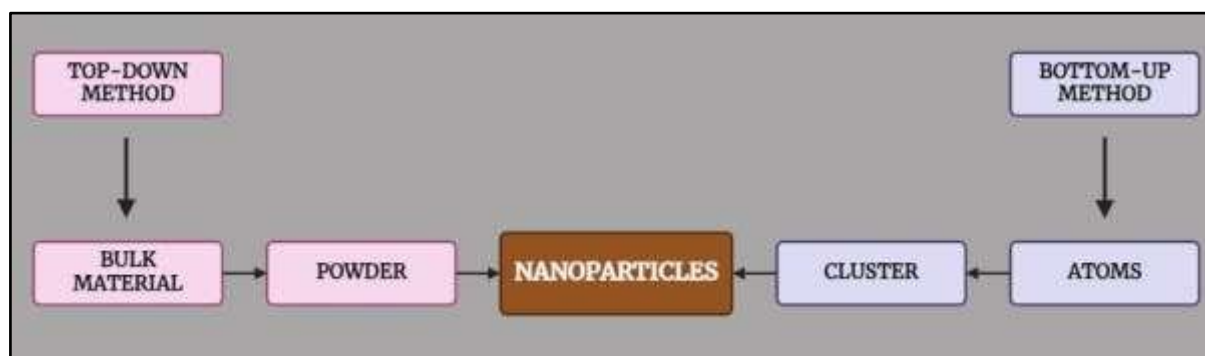 TOP-DOWN
METHOD
BOTTOM-UP
METHOD
BULK
MATERIAL
POWDER
NANOPARTICLES
CLUSTER
ATOMS